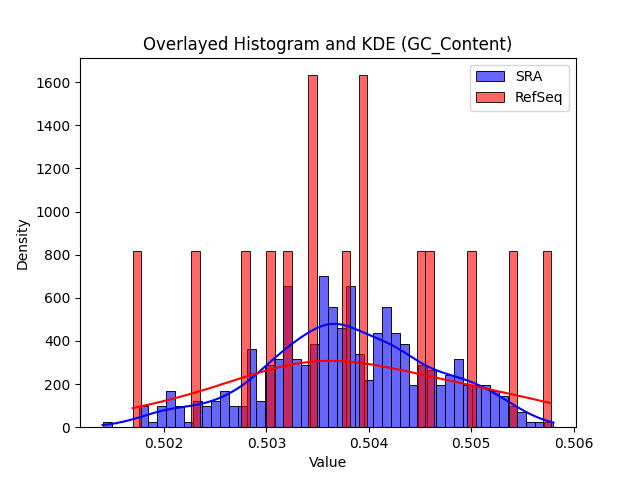 Overlayed Histogram and KDE (GC_Content)
SRA
RefSeq
1600
1400
1200
1000
800
600
400
200
0
Density
0.502 0.503 0.504 0.505 0.506
Value